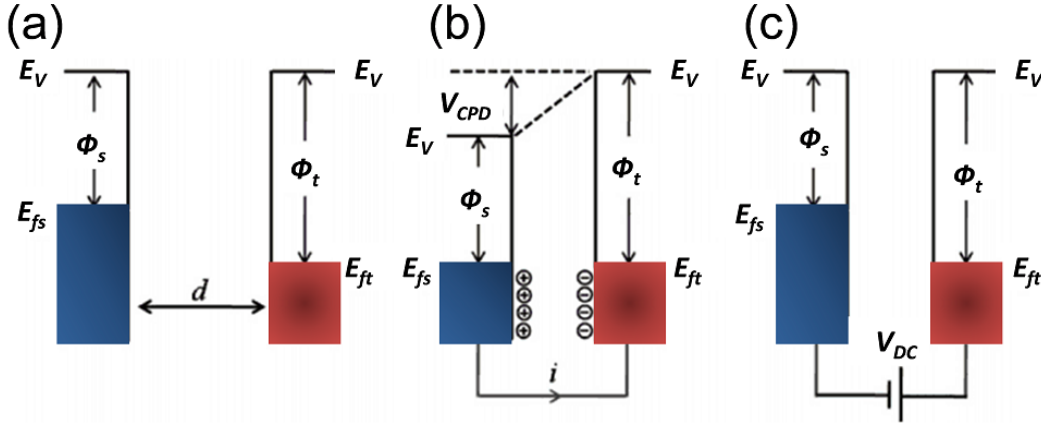 (a)
E_V
E_V
Φ_s
Φ_t
E_fs
E_ft
d
(b)
V_CPD
E_V
E_V
Φ_s
Φ_t
E_fs
E_ft
+
+
+
+
−
−
−
−
i
(c)
E_V
E_V
Φ_s
Φ_t
E_fs
E_ft
V_DC